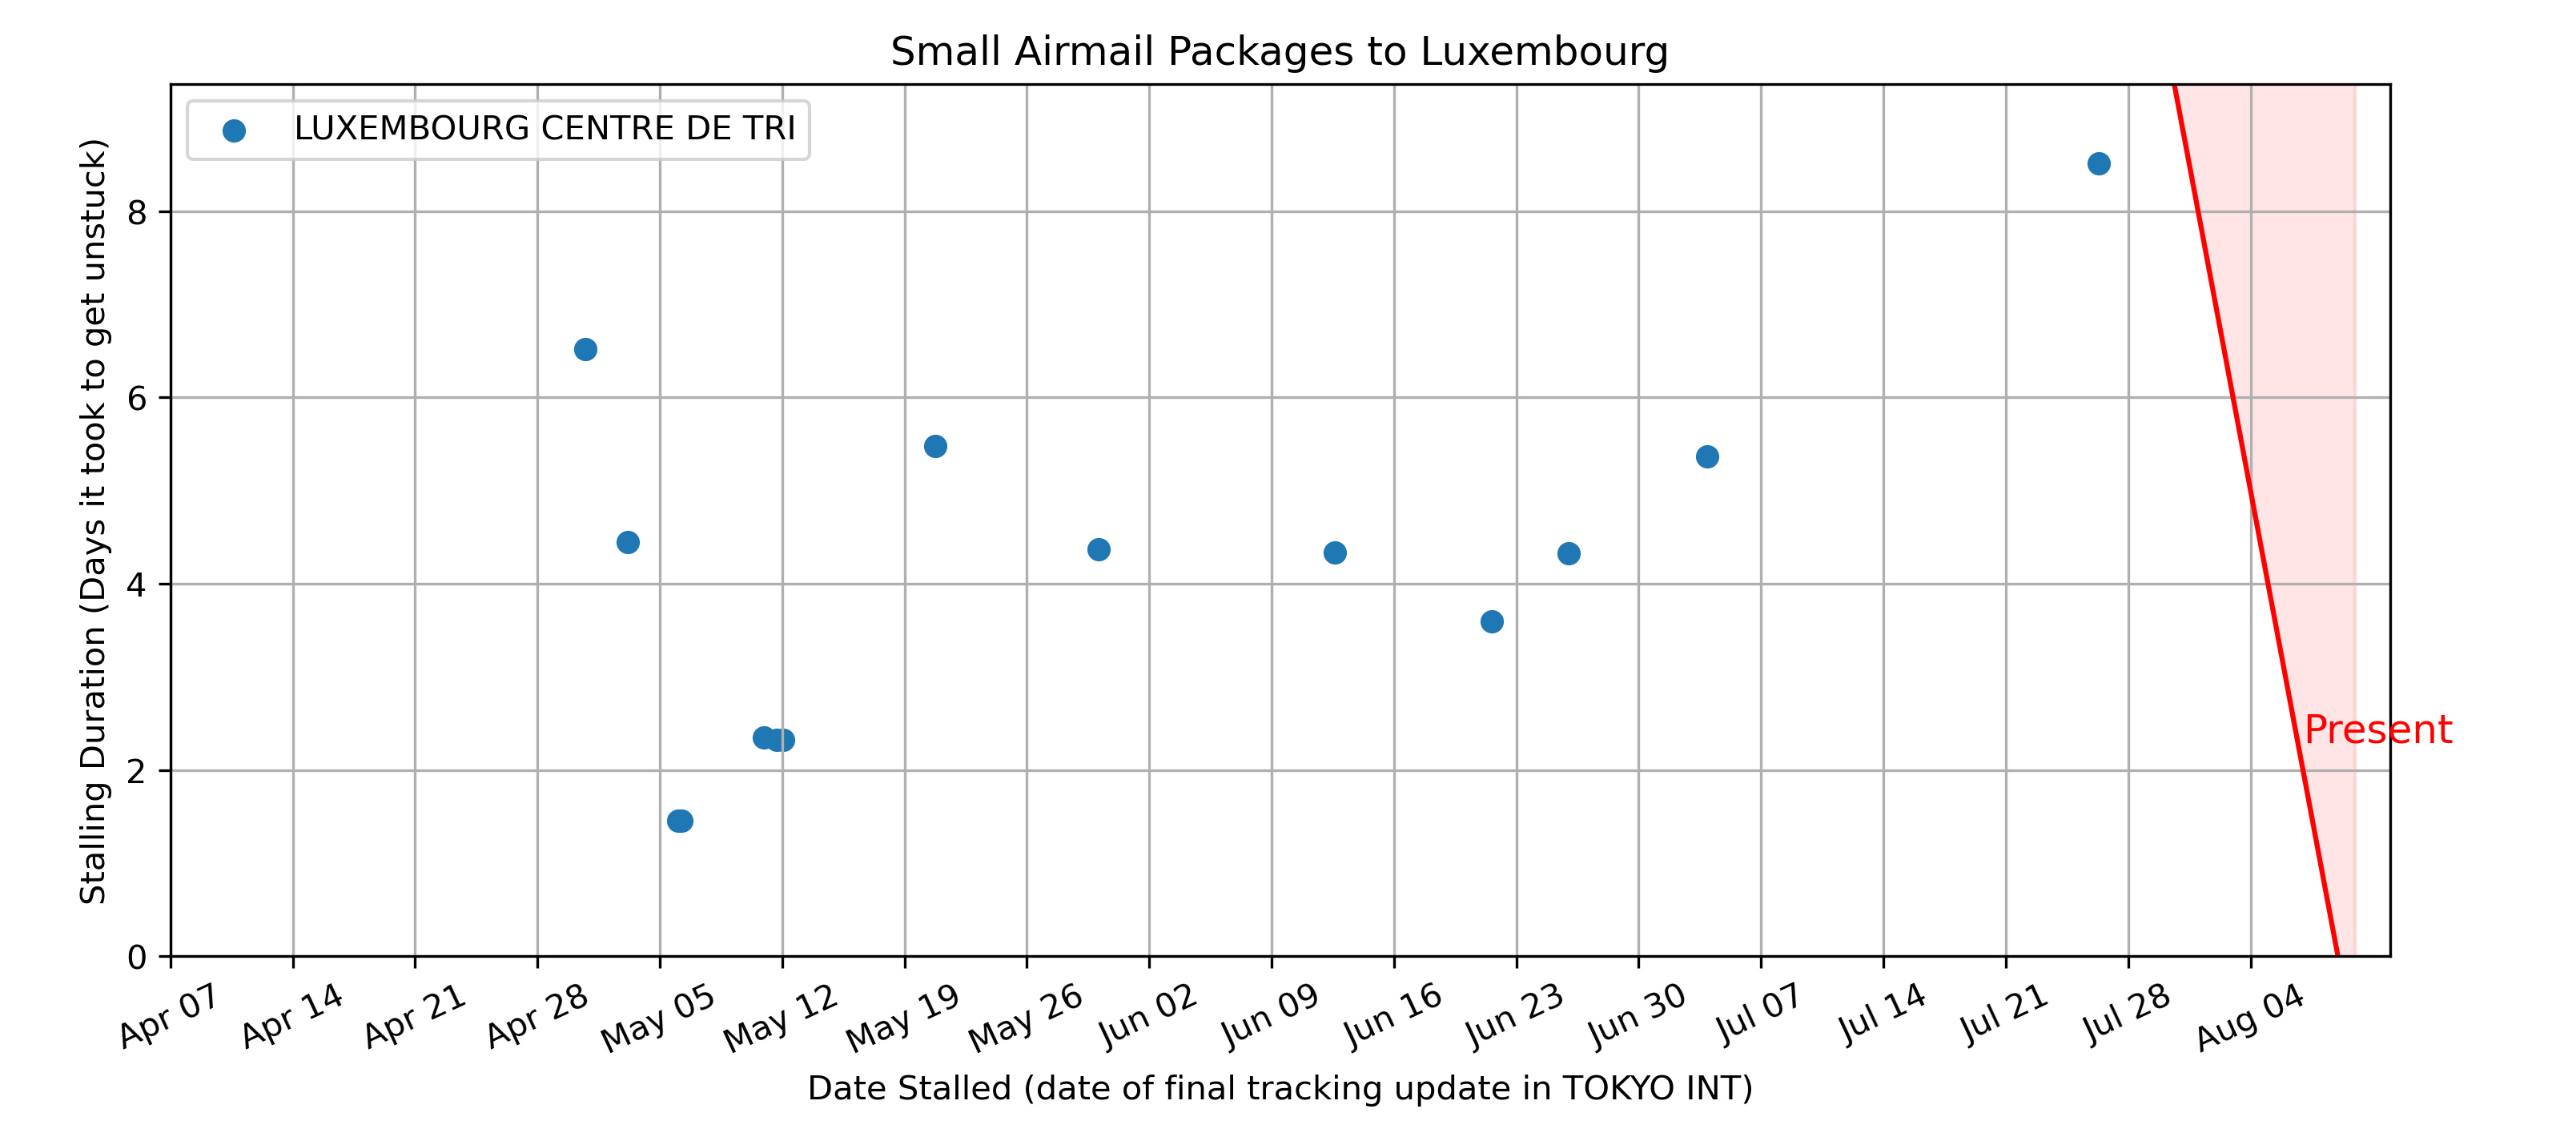 Small Airmail Packages to Luxembourg
LUXEMBOURG CENTRE DE TRI
Stalling Duration (Days it took to get unstuck)
8
6
4
2
0
Present
Apr 07
Apr 14
Apr 21
Apr 28
May 05
May 12
May 19
May 26
Jun 02
Jun 09
Jun 16
Jun 23
Jun 30
Jul 07
Jul 14
Jul 21
Jul 28
Aug 04
Date Stalled (date of final tracking update in TOKYO INT)